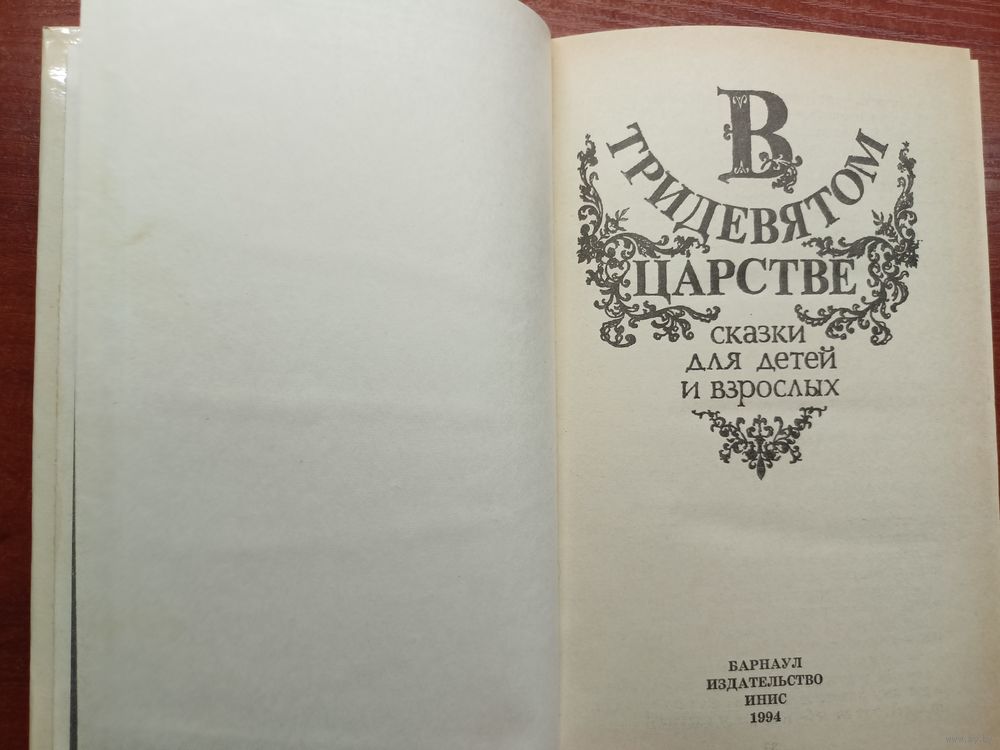 В
ТРИДЕВЯТОМ
ЦАРСТВЕ
сказки
для детей
и взрослых
БАРНАУЛ
ИЗДАТЕЛЬСТВО
ИНИС
1994